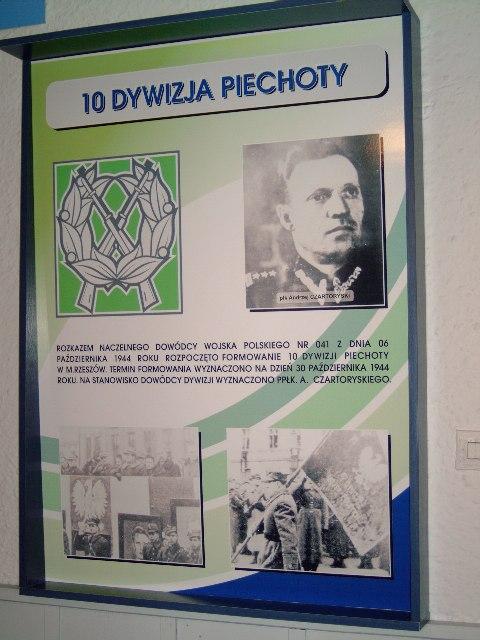 10 DYWIZJA PIECHOTY
płk Andrzej CZARTORYSKI
ROZKAZEM NACZELNEGO DOWÓDCY WOJSKA POLSKIEGO NR 041 Z DNIA 06
PAŹDZIERNIKA 1944 ROKU ROZPOCZĘTO FORMOWANIE 10 DYWIZJI PIECHOTY
W M.RZESZÓW. TERMIN FORMOWANIA WYZNACZONO NA DZIEŃ 30 PAŹDZIERNIKA 1944
ROKU. NA STANOWISKO DOWÓDCY DYWIZJI WYZNACZONO PPŁK. A. CZARTORYSKIEGO.